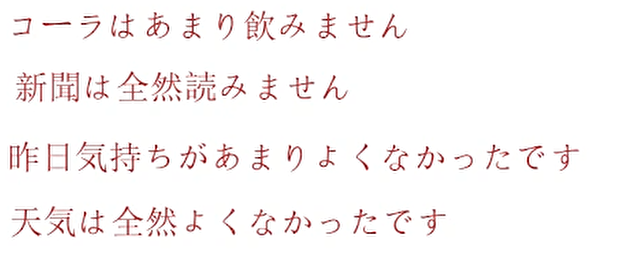 コーラはあまり飲みません
新聞は全然読みません
昨日気持ちがあまりよくなかったです
天気は全然よくなかったです